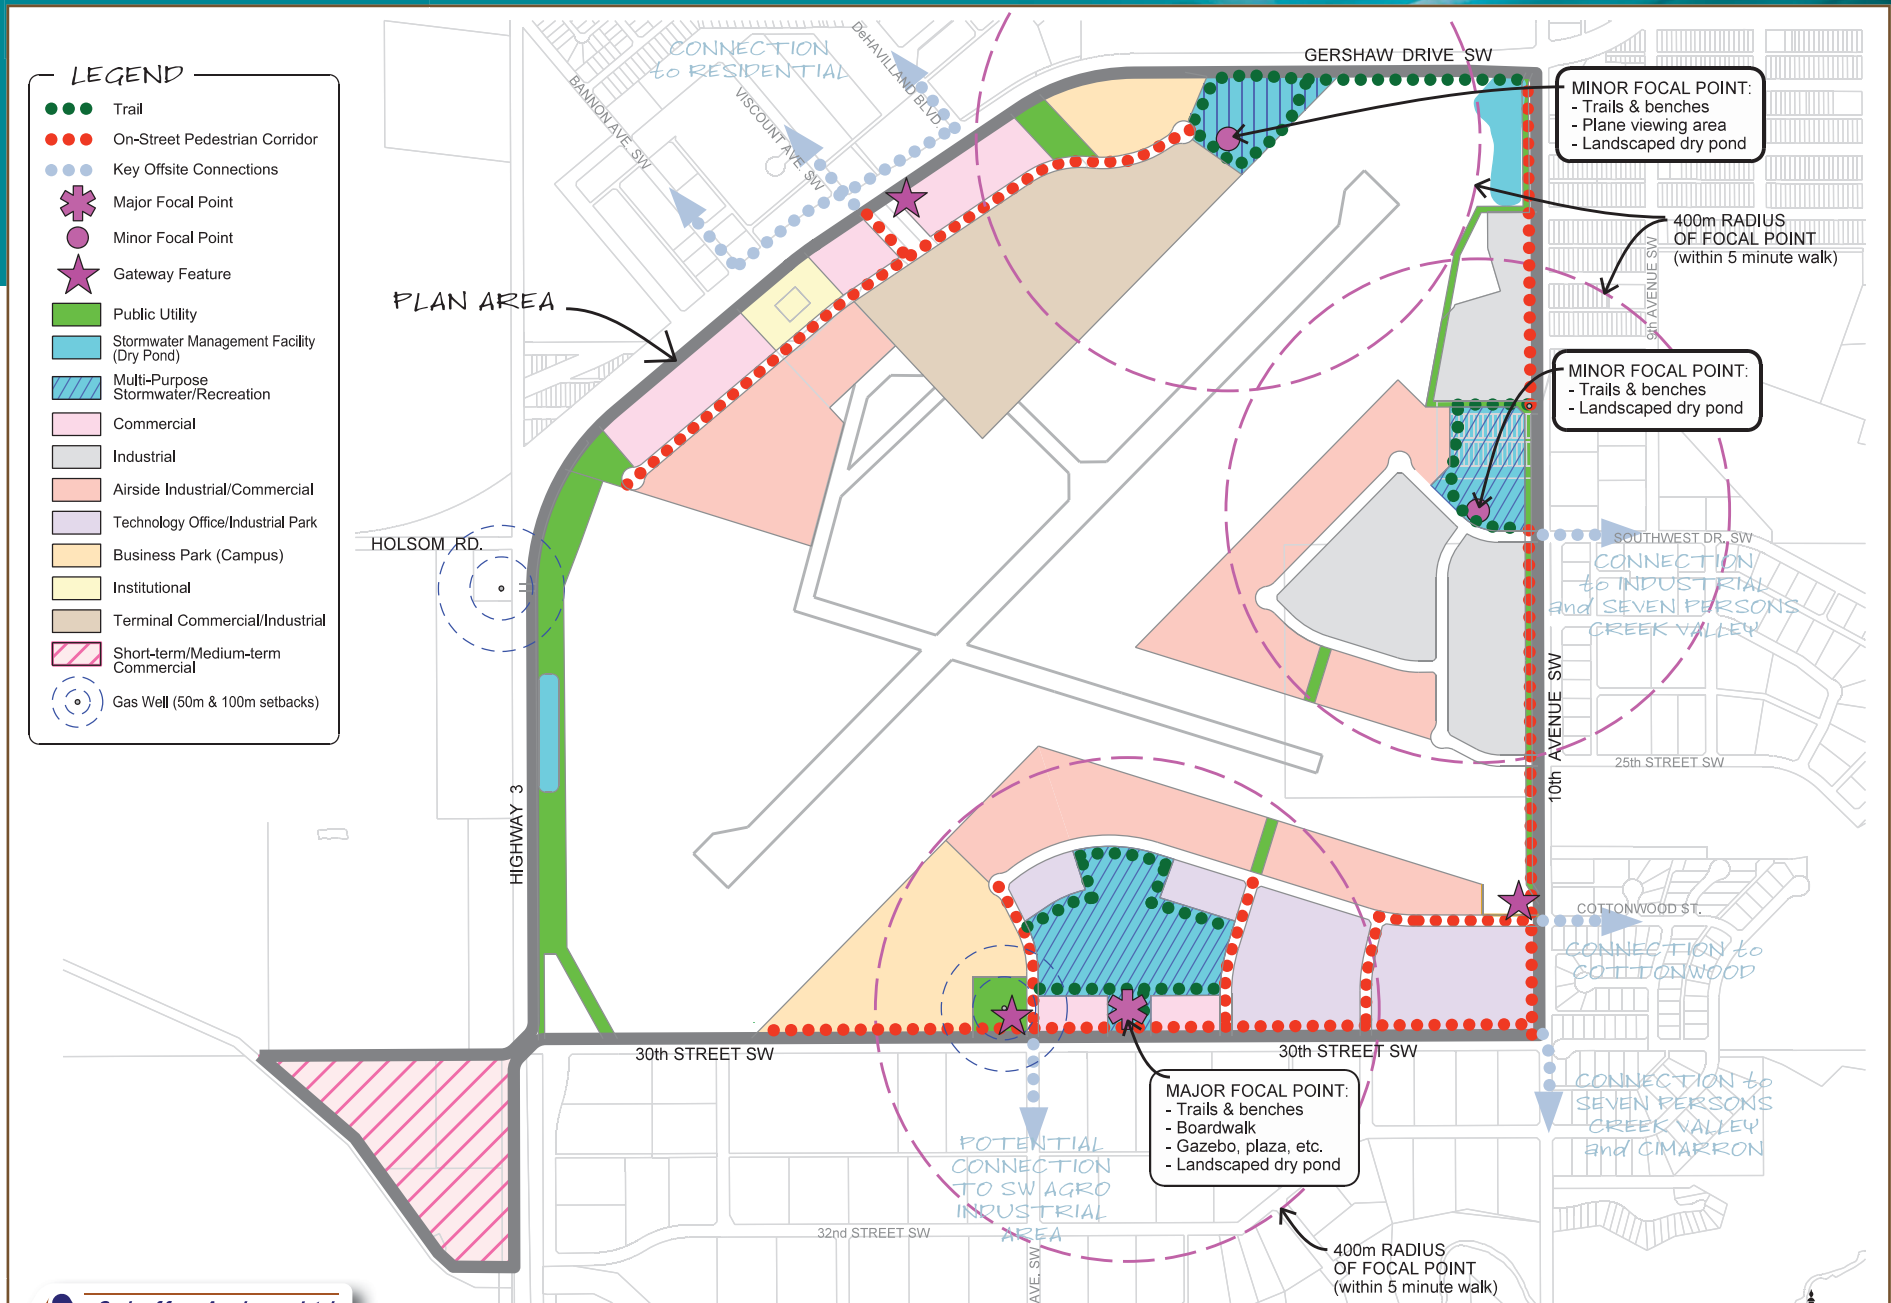 LEGEND
Trail
On-Street Pedestrian Corridor
Key Offsite Connections
Major Focal Point
Minor Focal Point
Gateway Feature
Public Utility
Stormwater Management Facility
(Dry Pond)
Multi-Purpose
Stormwater/Recreation
Commercial
Industrial
Airside Industrial/Commercial
Technology Office/Industrial Park
Business Park (Campus)
Institutional
Terminal Commercial/Industrial
Short-term/Medium-term
Commercial
Gas Well (50m & 100m setbacks)
CONNECTION
to RESIDENTIAL
DeHAVILLAND BLVD.
BANNON AVE. SW
VISCOUNT AVE. SW
GERSHAW DRIVE SW
MINOR FOCAL POINT:
- Trails & benches
- Plane viewing area
- Landscaped dry pond
400m RADIUS
OF FOCAL POINT
(within 5 minute walk)
9th AVENUE SW
PLAN AREA
MINOR FOCAL POINT:
- Trails & benches
- Landscaped dry pond
HOLSOM RD.
SOUTHWEST DR. SW
CONNECTION
to INDUSTRIAL
and SEVEN PERSONS
CREEK VALLEY
10th AVENUE SW
25th STREET SW
HIGHWAY 3
COTTONWOOD ST.
CONNECTION to
COTTONWOOD
30th STREET SW
30th STREET SW
MAJOR FOCAL POINT:
- Trails & benches
- Boardwalk
- Gazebo, plaza, etc.
- Landscaped dry pond
CONNECTION to
SEVEN PERSONS
CREEK VALLEY
and CIMARRON
POTENTIAL
CONNECTION
TO SW AGRO
INDUSTRIAL
AREA
32nd STREET SW
AVE. SW
400m RADIUS
OF FOCAL POINT
(within 5 minute walk)